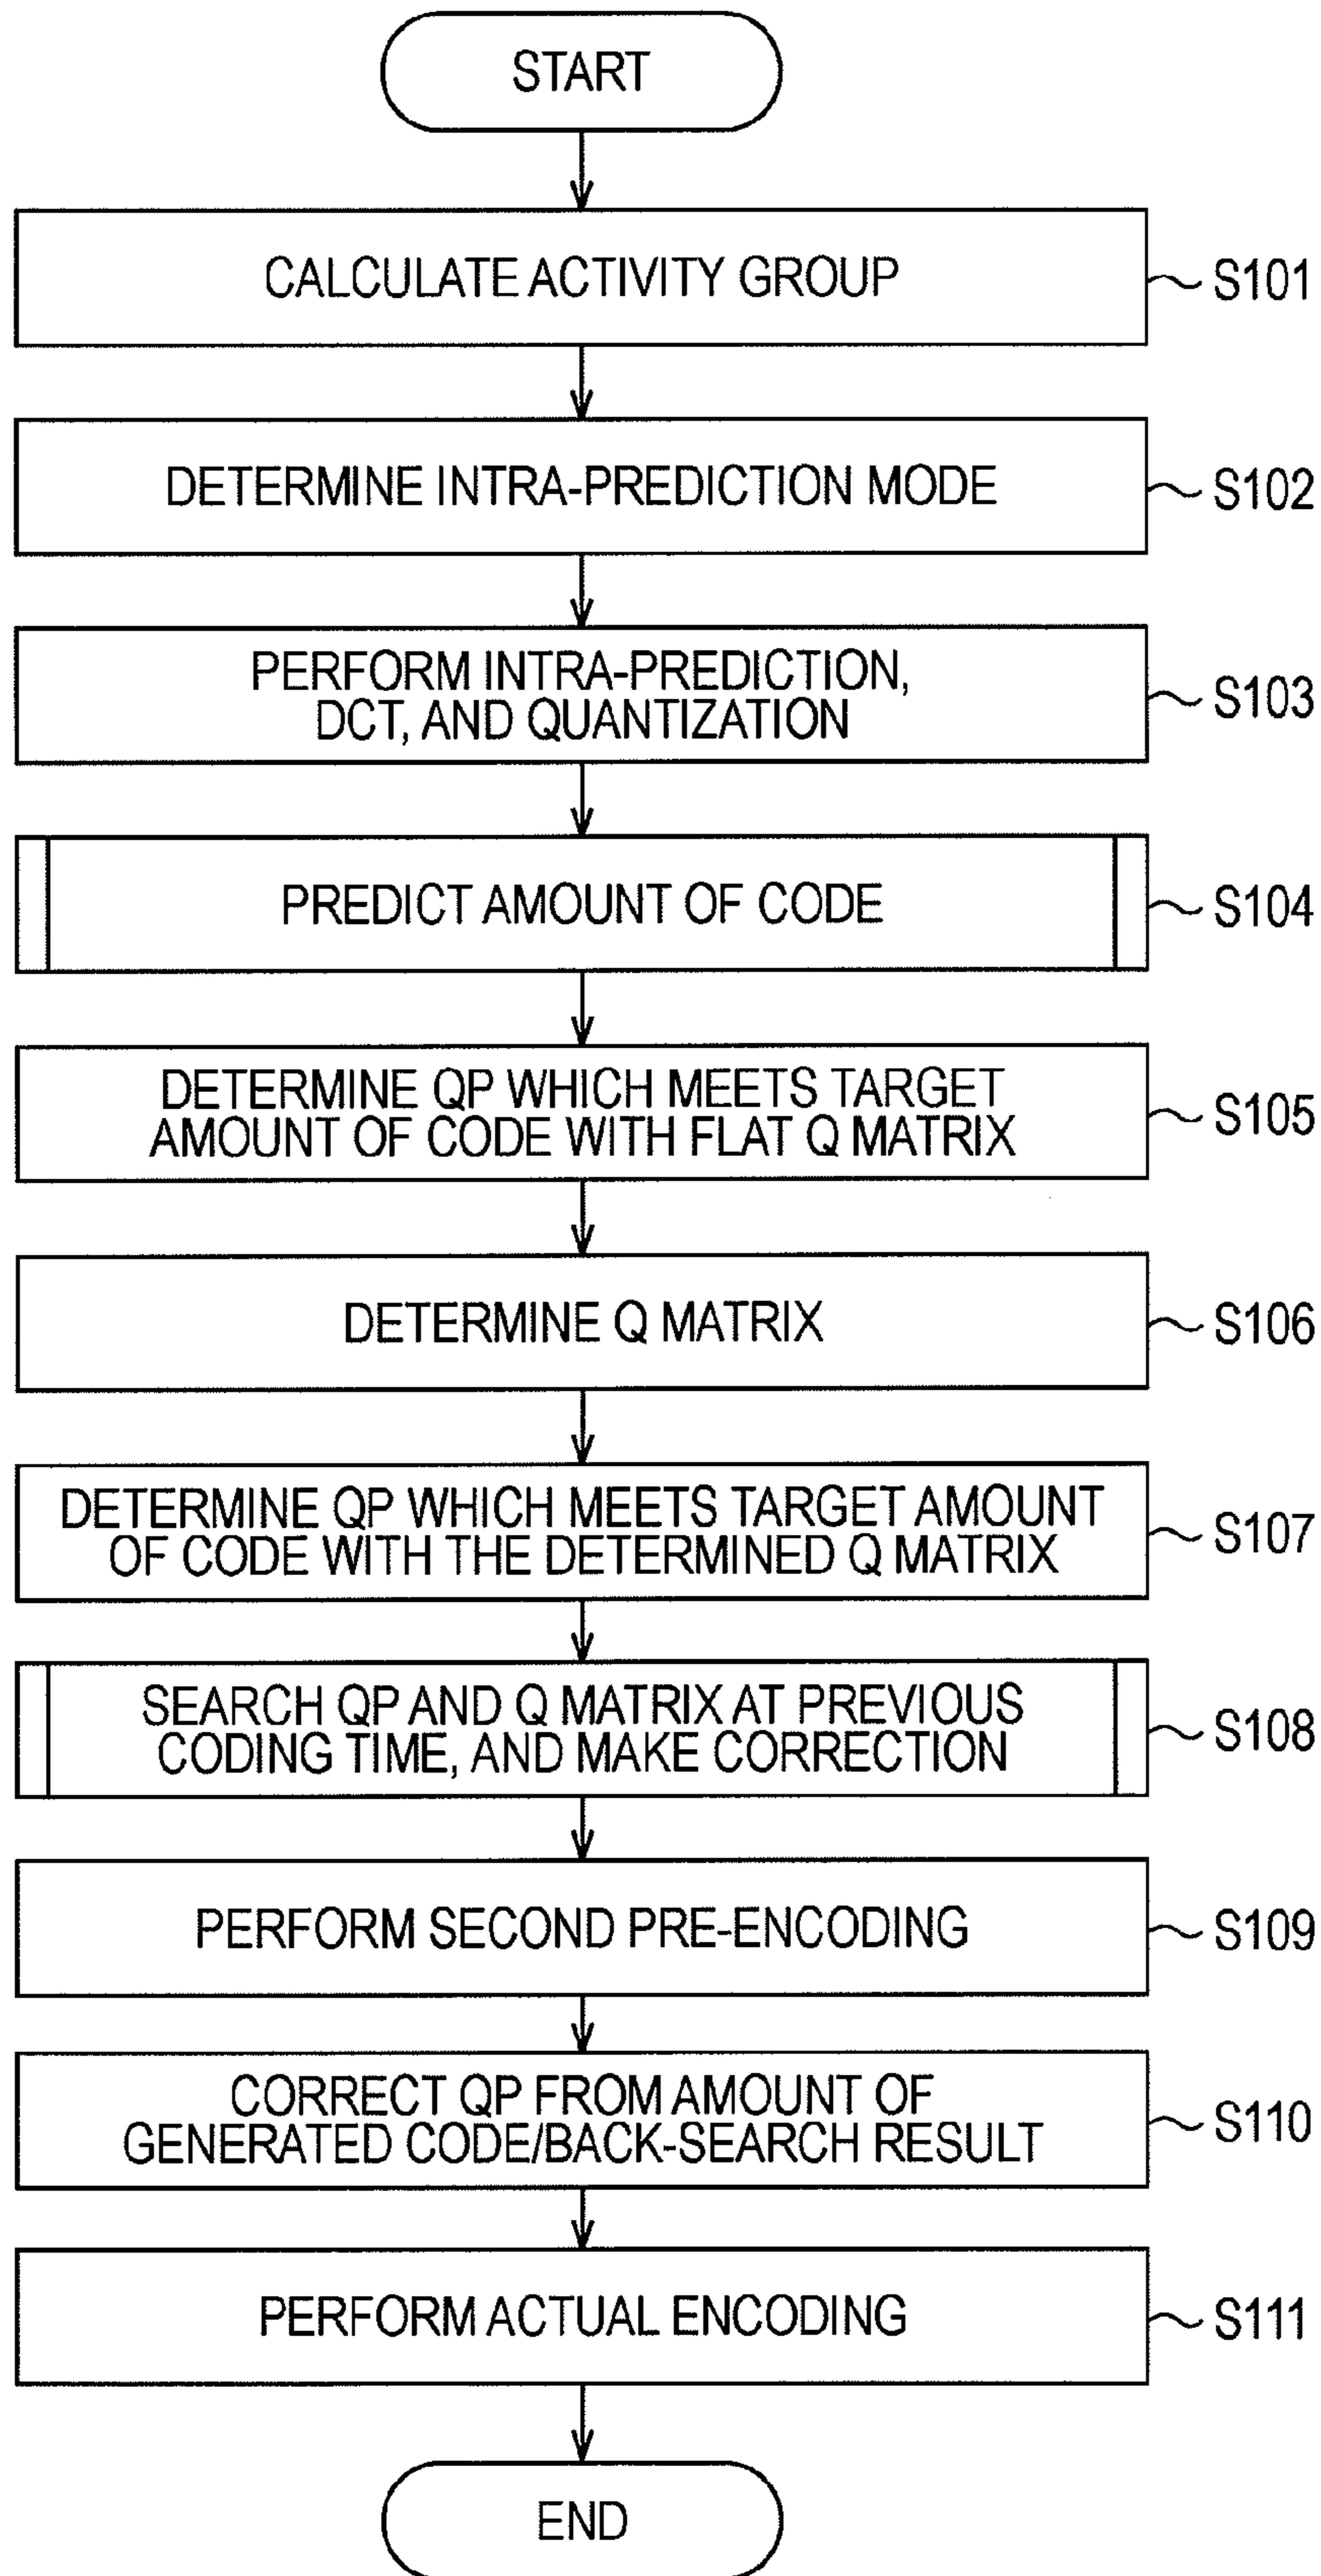 START
CALCULATE ACTIVITY GROUP
S101
DETERMINE INTRA-PREDICTION MODE
S102
PERFORM INTRA-PREDICTION,
DCT, AND QUANTIZATION
S103
PREDICT AMOUNT OF CODE
S104
DETERMINE QP WHICH MEETS TARGET
AMOUNT OF CODE WITH FLAT Q MATRIX
S105
DETERMINE Q MATRIX
S106
DETERMINE QP WHICH MEETS TARGET AMOUNT
OF CODE WITH THE DETERMINED Q MATRIX
S107
SEARCH QP AND Q MATRIX AT PREVIOUS
CODING TIME, AND MAKE CORRECTION
S108
PERFORM SECOND PRE-ENCODING
S109
CORRECT QP FROM AMOUNT OF
GENERATED CODE/BACK-SEARCH RESULT
S110
PERFORM ACTUAL ENCODING
S111
END